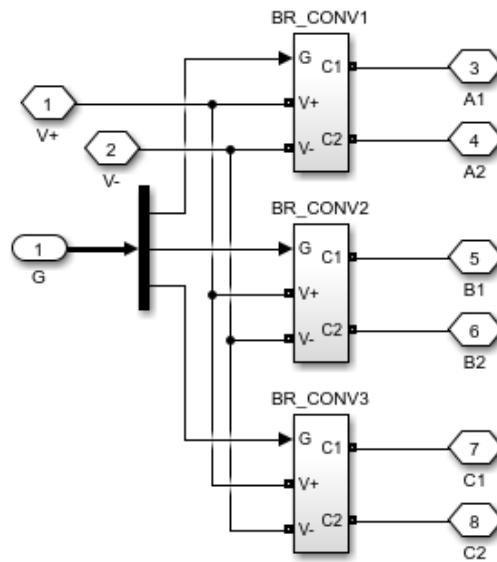 BR_CONV1
G
C1
3
A1
1
V+
V+
2
V-
V-
C2
4
A2
BR_CONV2
1
G
G
C1
5
B1
V+
V-
C2
6
B2
BR_CONV3
G
C1
7
C1
V+
V-
C2
8
C2